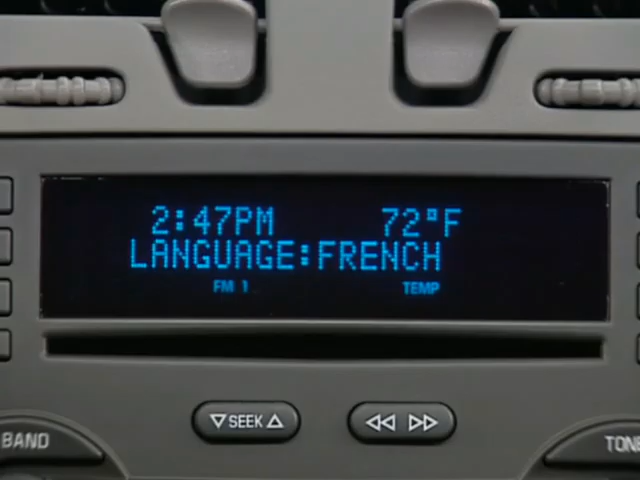 2:47PM 72°F
LANGUAGE:FRENCH
FM 1 TEMP
SEEK
BAND
TONE